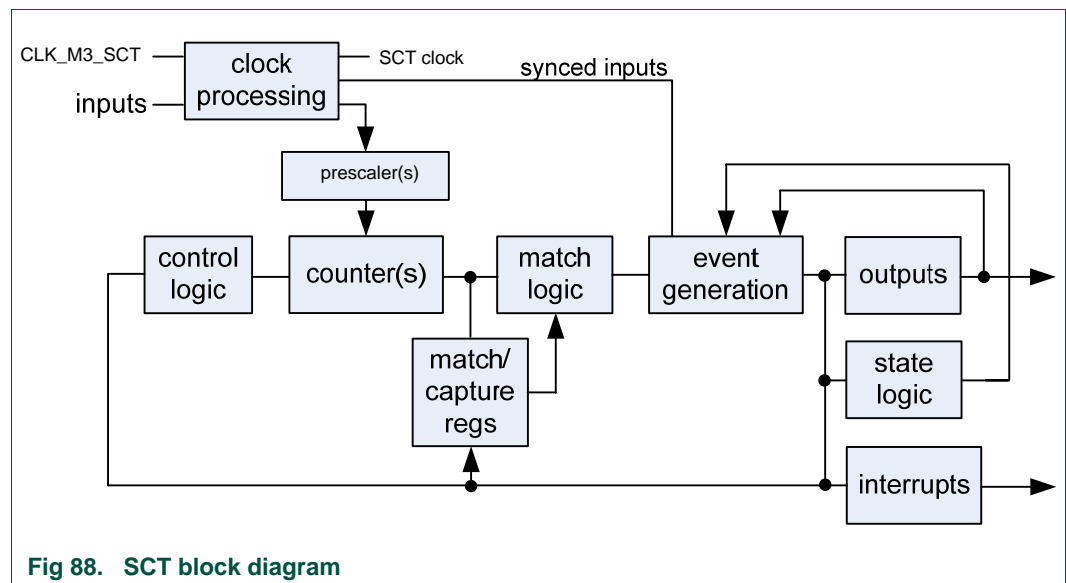 CLK_M3_SCT
inputs
clock
processing
SCT clock
synced inputs
prescaler(s)
control
logic
counter(s)
match
logic
event
generation
outputs
match/
capture
regs
state
logic
interrupts
Fig 88. SCT block diagram